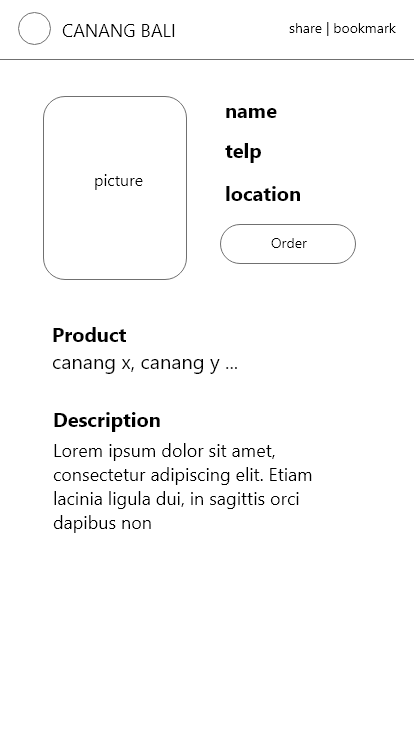 CANANG BALI
share | bookmark
picture
name
telp
location
Order
Product
canang x, canang y ...
Description
Lorem ipsum dolor sit amet,
consectetur adipiscing elit. Etiam
lacinia ligula dui, in sagittis orci
dapibus non